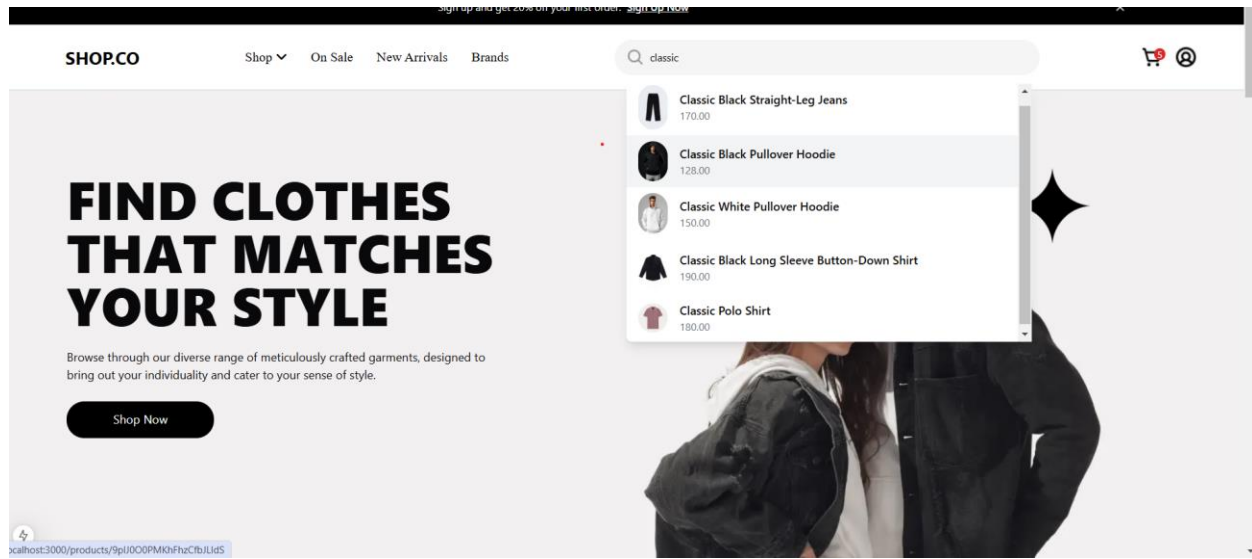 Sign up and get 20% off your first order. Sign Up Now
SHOP.CO
Shop
On Sale
New Arrivals
Brands
classic
5
Classic Black Straight-Leg Jeans
170.00
Classic Black Pullover Hoodie
128.00
Classic White Pullover Hoodie
150.00
Classic Black Long Sleeve Button-Down Shirt
190.00
Classic Polo Shirt
180.00
FIND CLOTHES
THAT MATCHES
YOUR STYLE
Browse through our diverse range of meticulously crafted garments, designed to
bring out your individuality and cater to your sense of style.
Shop Now